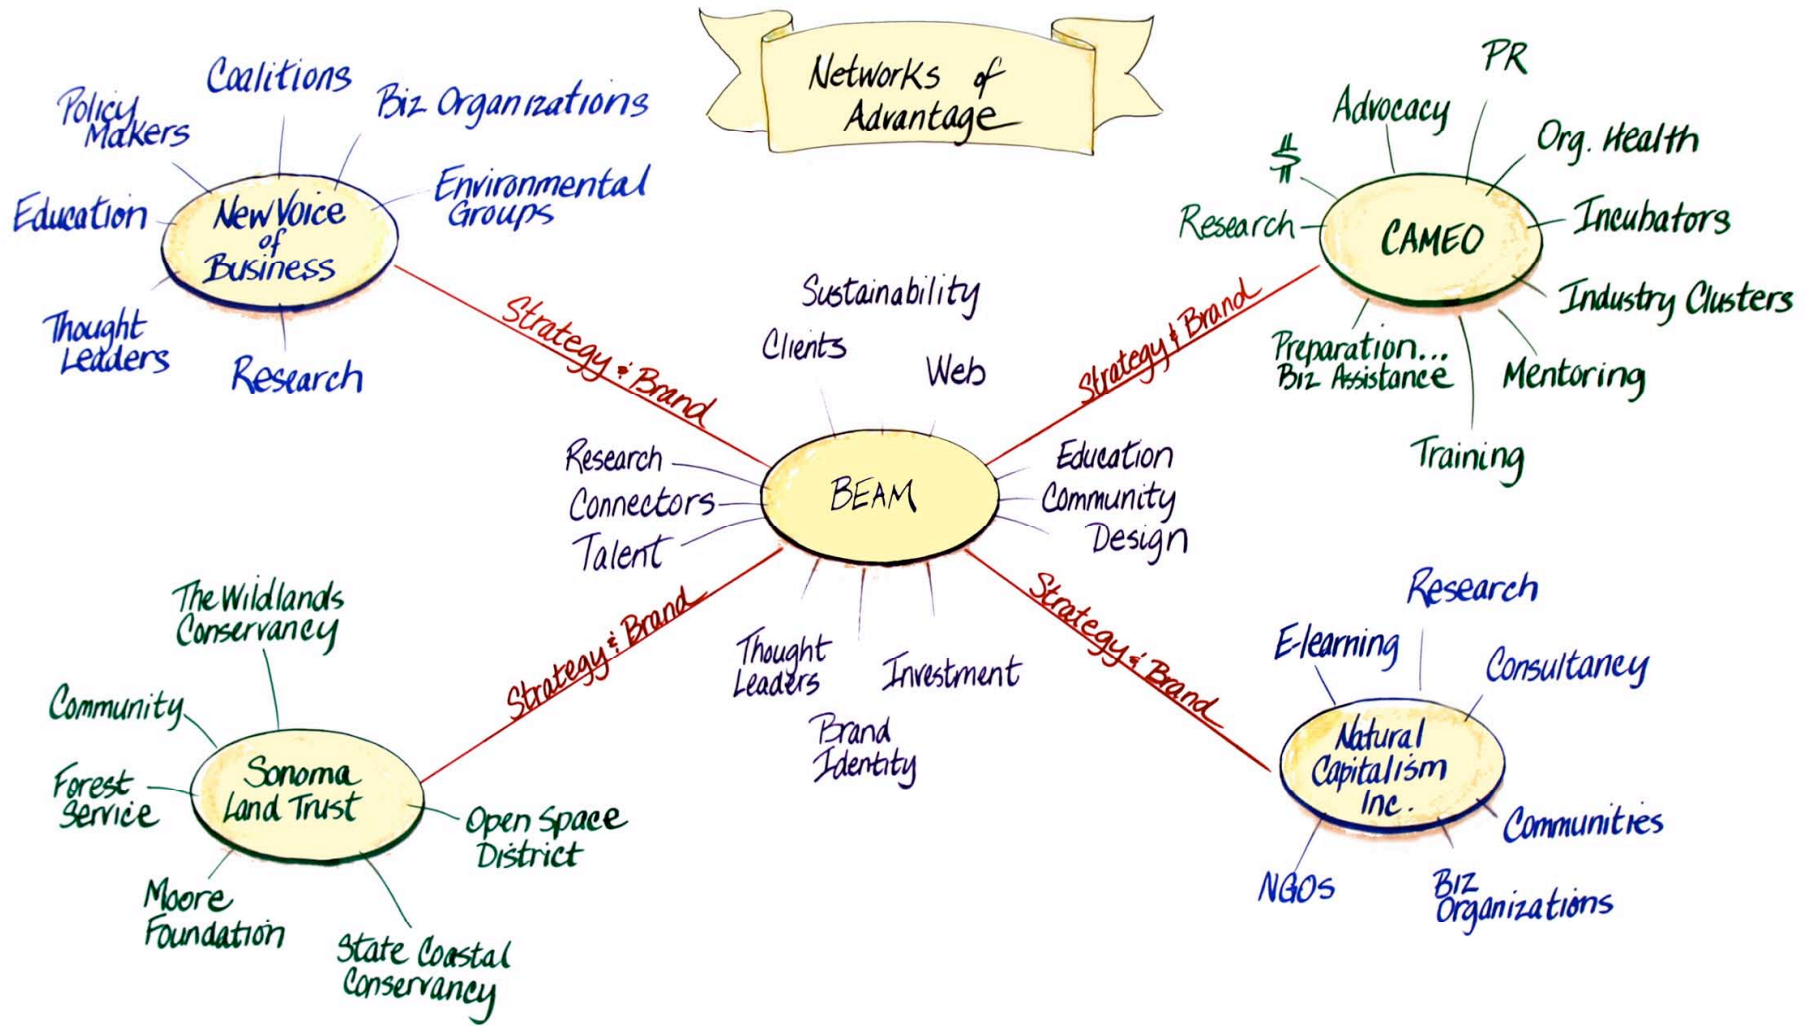 Networks of
Advantage
Coalitions
Policy
Makers
Biz Organizations
Education
Environmental
Groups
New Voice
of
Business
Thought
Leaders
Research
PR
Advocacy
$
Org. Health
Research
CAMEO
Incubators
Industry Clusters
Preparation...
Biz Assistance
Mentoring
Training
Strategy & Brand
Strategy & Brand
Sustainability
Clients
Web
Research
Connectors
Talent
BEAM
Education
Community
Design
Thought
Leaders
Investment
Brand
Identity
Strategy & Brand
Strategy & Brand
The Wildlands
Conservancy
Community
Forest
Service
Sonoma
Land Trust
Open Space
District
Moore
Foundation
State Coastal
Conservancy
Research
E-learning
Consultancy
Natural
Capitalism
Inc.
Communities
NGOs
Biz
Organizations